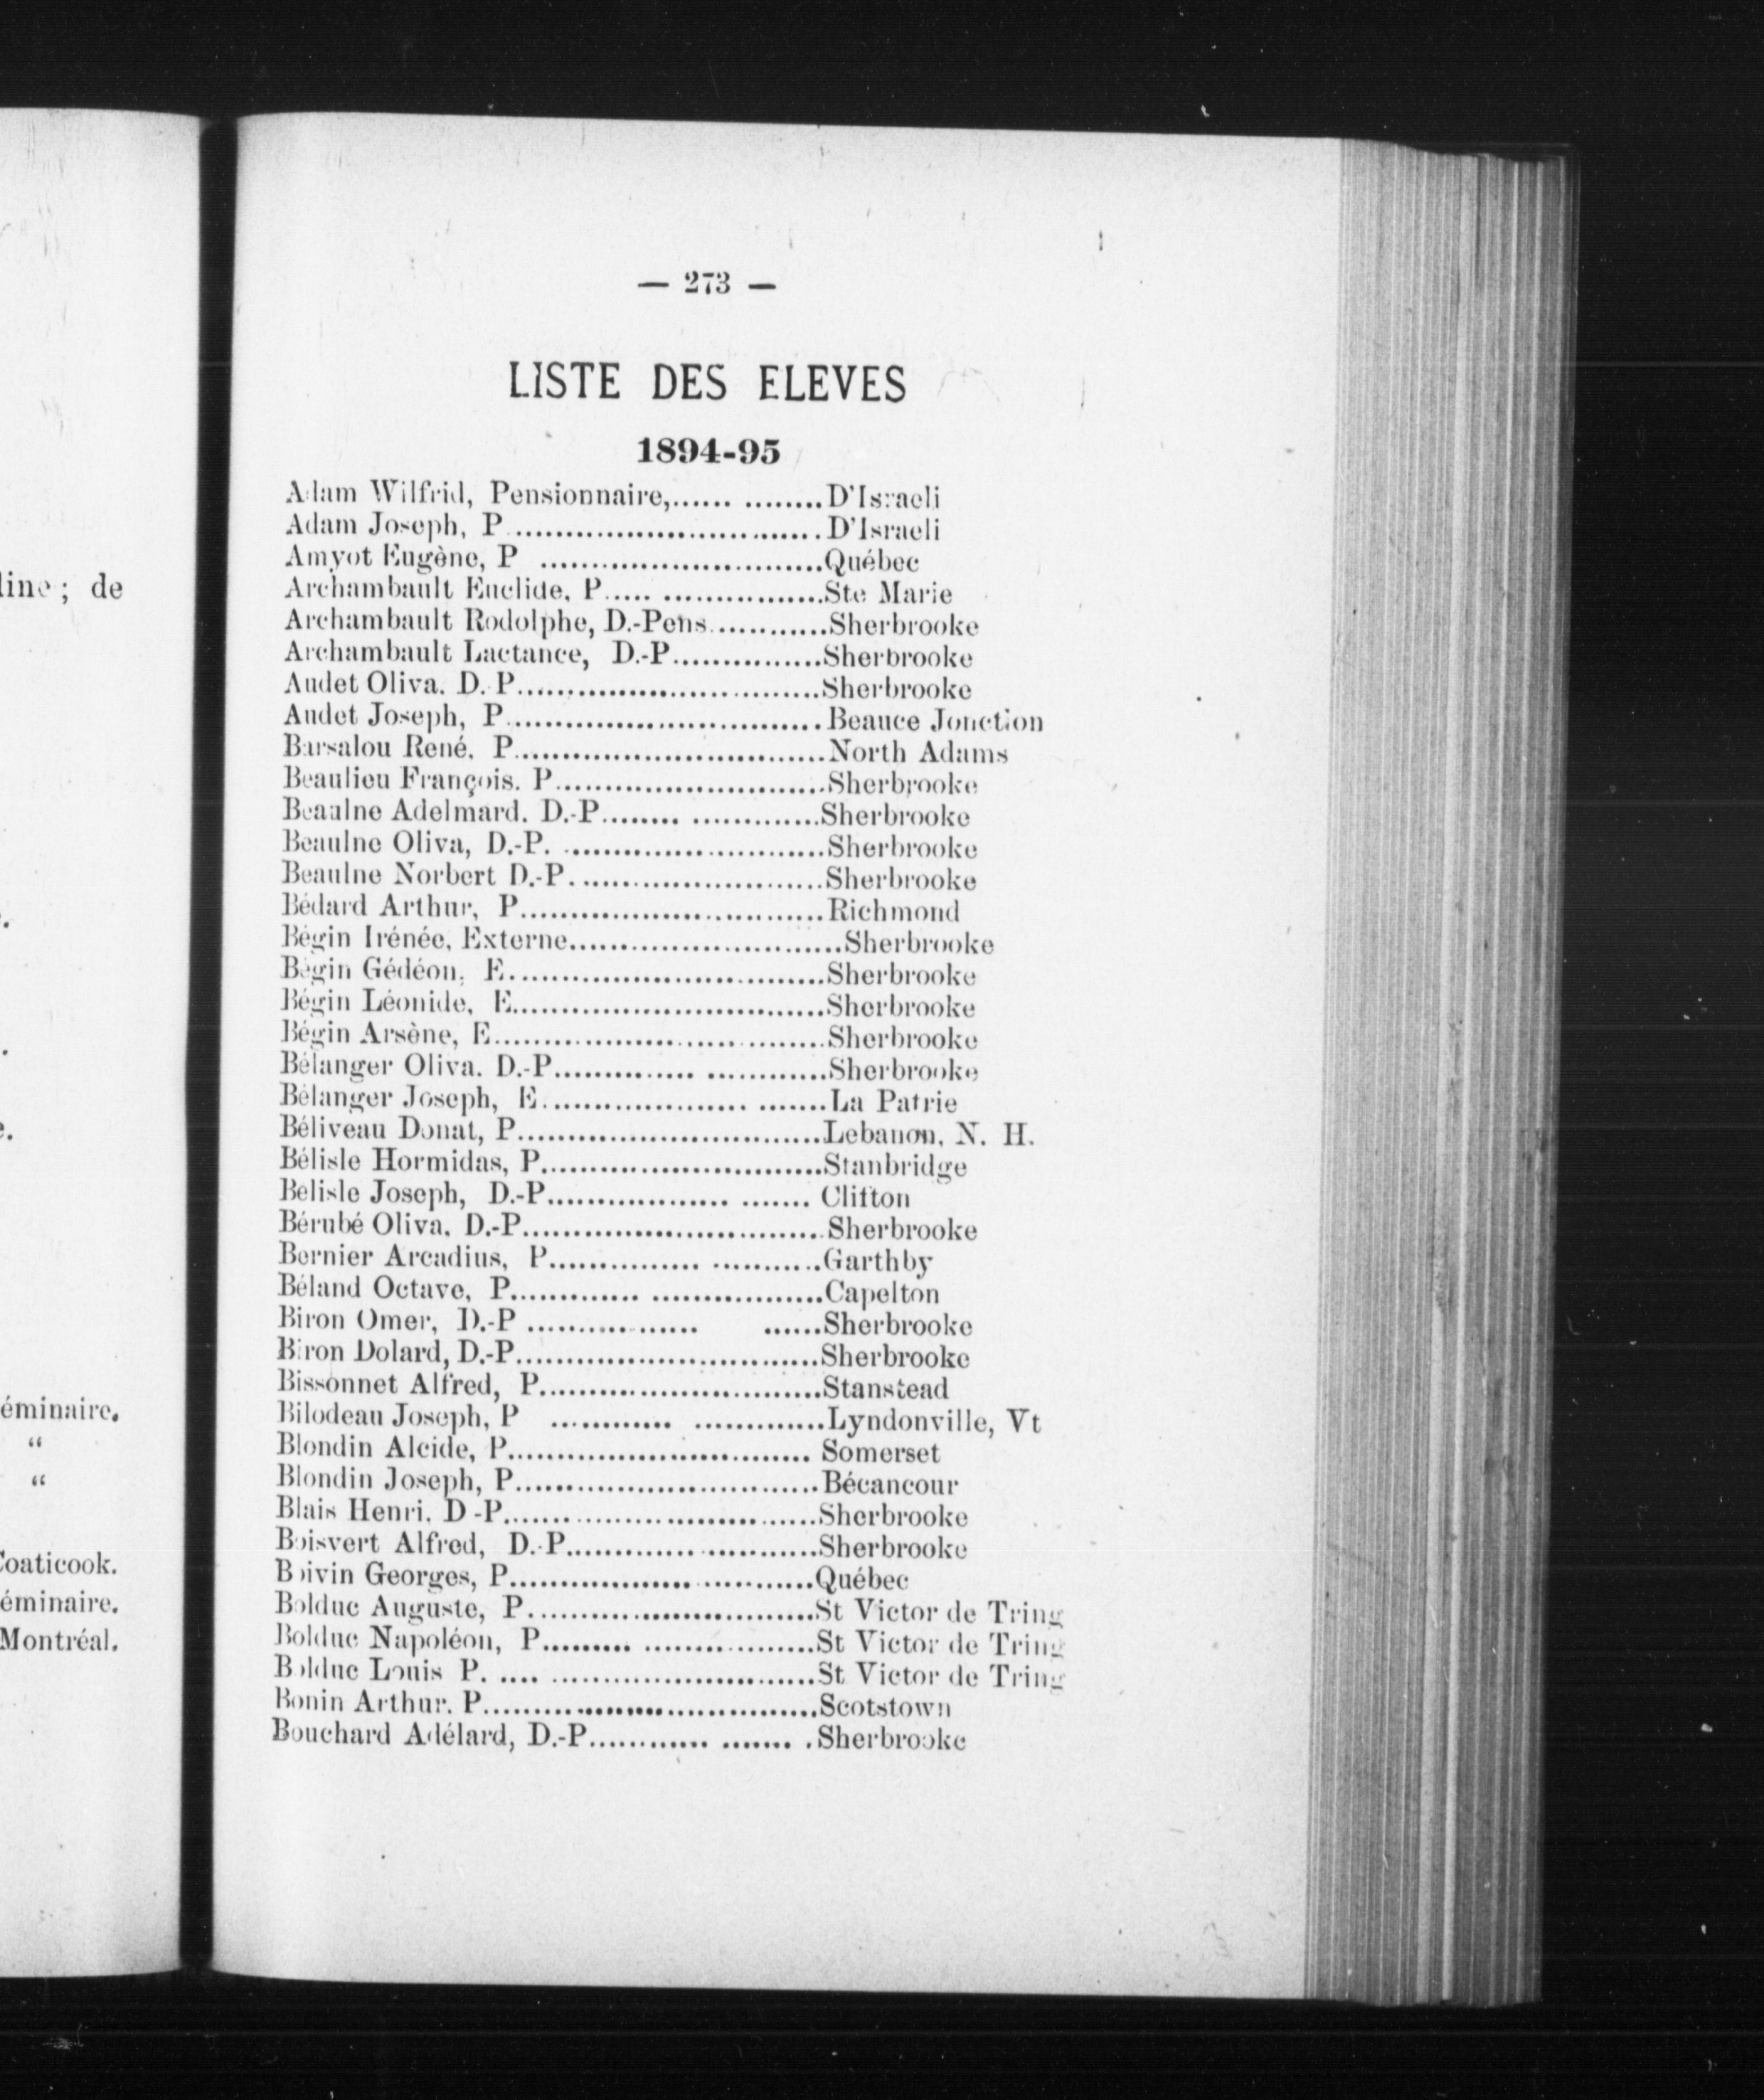 line ; de
éminaire.
“
“
Coaticook.
éminaire.
Montréal.
— 273 —
LISTE DES ELEVES
1894-95
Adam Wilfrid, Pensionnaire,...... .........D'Israeli
Adam Joseph, P................................D'Israeli
Amyot Eugène, P .............................Québec
Archambault Euclide, P..... .................Ste Marie
Archambault Rodolphe, D.-Pens............Sherbrooke
Archambault Lactance, D.-P...............Sherbrooke
Audet Oliva. D.-P..............................Sherbrooke
Audet Joseph, P................................Beauce Jonction
Barsalou René, P...............................North Adams
Beaulieu François. P...........................Sherbrooke
Beaulne Adelmard. D.-P........ .............Sherbrooke
Beaulne Oliva, D.-P. ..........................Sherbrooke
Beaulne Norbert D.-P.........................Sherbrooke
Bédard Arthur, P..............................Richmond
Bégin Irénée, Externe...........................Sherbrooke
Bégin Gédéon, E...............................Sherbrooke
Bégin Léonide, E...............................Sherbrooke
Bégin Arsène, E.................................Sherbrooke
Bélanger Oliva. D.-P.............. ............Sherbrooke
Bélanger Joseph, E.................... ........La Patrie
Béliveau Donat, P..............................Lebanon, N. H.
Bélisle Hormidas, P............................Stanbridge
Belisle Joseph, D.-P.................. ....... Clifton
Bérubé Oliva, D.-P..............................Sherbrooke
Bernier Arcadius, P............... ...........Garthby
Béland Octave, P............. .................Capelton
Biron Omer, D.-P ................. ......Sherbrooke
Biron Dolard, D.-P..............................Sherbrooke
Bissonnet Alfred, P............................Stanstead
Bilodeau Joseph, P ............ .............Lyndonville, Vt
Blondin Alcide, P.............................. Somerset
Blondin Joseph, P..............................Bécancour
Blais Henri, D -P...............................Sherbrooke
Boisvert Alfred, D.-P.........................Sherbrooke
Boivin Georges, P..............................Québec
Bolduc Auguste, P.............................St Victor de Tring
Bolduc Napoléon, P......... .................St Victor de Tring
Bolduc Louis P. .... ..........................St Victor de Tring
Bonin Arthur. P.................................Scotstown
Bouchard Adélard, D.-P............ ....... .Sherbrooke